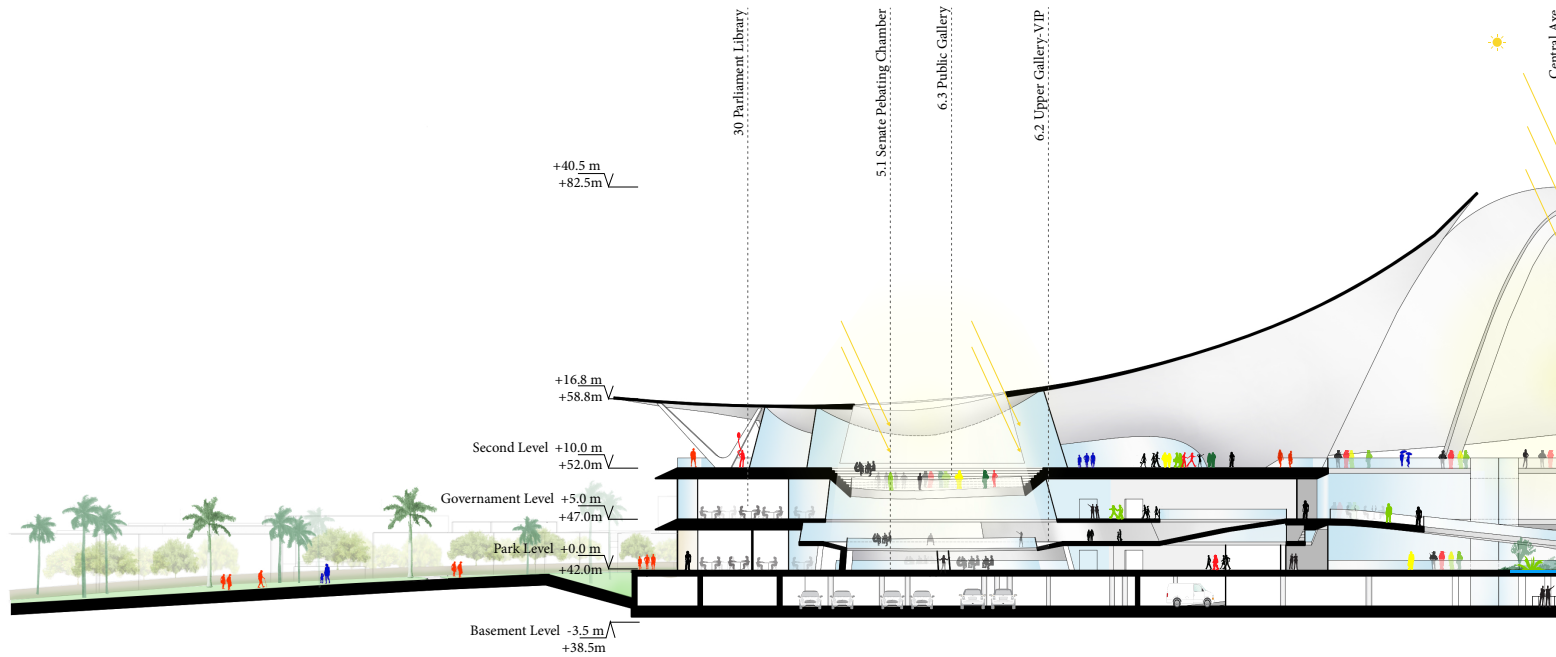 30 Parliament Library
5.1 Senate Pebating Chamber
6.3 Public Gallery
6.2 Upper Gallery-VIP
Central Axe
+40.5 m
+82.5m
+16.8 m
+58.8m
Second Level +10.0 m
+52.0m
Governament Level +5.0 m
+47.0m
Park Level +0.0 m
+42.0m
Basement Level -3.5 m
+38.5m